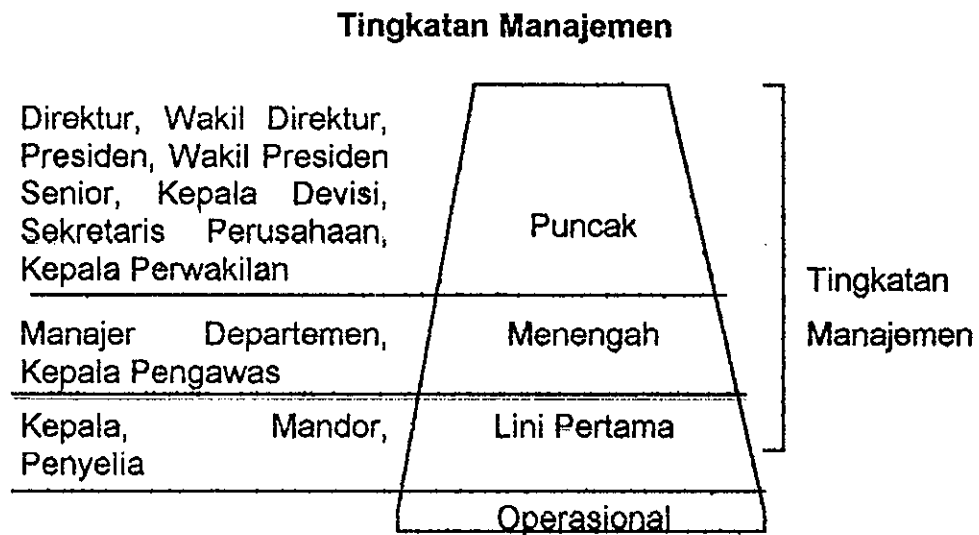 Tingkatan Manajemen
Direktur, Wakil Direktur,
Presiden, Wakil Presiden
Senior, Kepala Devisi,
Sekretaris Perusahaan,
Kepala Perwakilan
Puncak
Manajer Departemen,
Kepala Pengawas
Menengah
Kepala, Mandor,
Penyelia
Lini Pertama
Operasional
Tingkatan
Manajemen